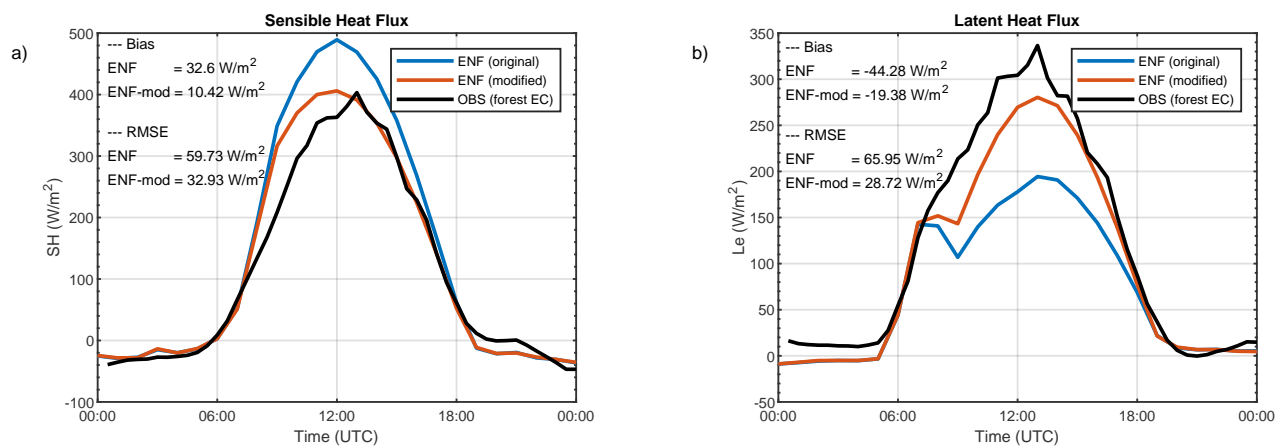 a)
Sensible Heat Flux
--- Bias
ENF = 32.6 W/m²
ENF-mod = 10.42 W/m²
--- RMSE
ENF = 59.73 W/m²
ENF-mod = 32.93 W/m²
ENF (original)
ENF (modified)
OBS (forest EC)
SH (W/m²)
500
400
300
200
100
0
-100
00:00 06:00 12:00 18:00 00:00
Time (UTC)
b)
Latent Heat Flux
--- Bias
ENF = -44.28 W/m²
ENF-mod = -19.38 W/m²
--- RMSE
ENF = 65.95 W/m²
ENF-mod = 28.72 W/m²
ENF (original)
ENF (modified)
OBS (forest EC)
Le (W/m²)
350
300
250
200
150
100
50
0
-50
00:00 06:00 12:00 18:00 00:00
Time (UTC)